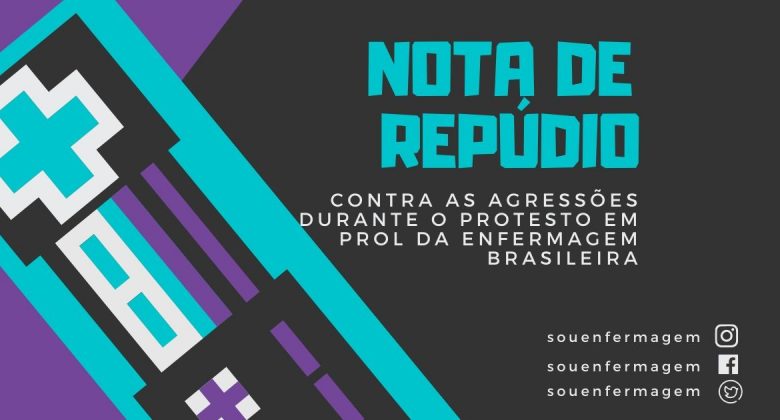 NOTA DE
REPÚDIO
CONTRA AS AGRESSÕES
DURANTE O PROTESTO EM
PROL DA ENFERMAGEM
BRASILEIRA
souenfermagem
souenfermagem
souenfermagem